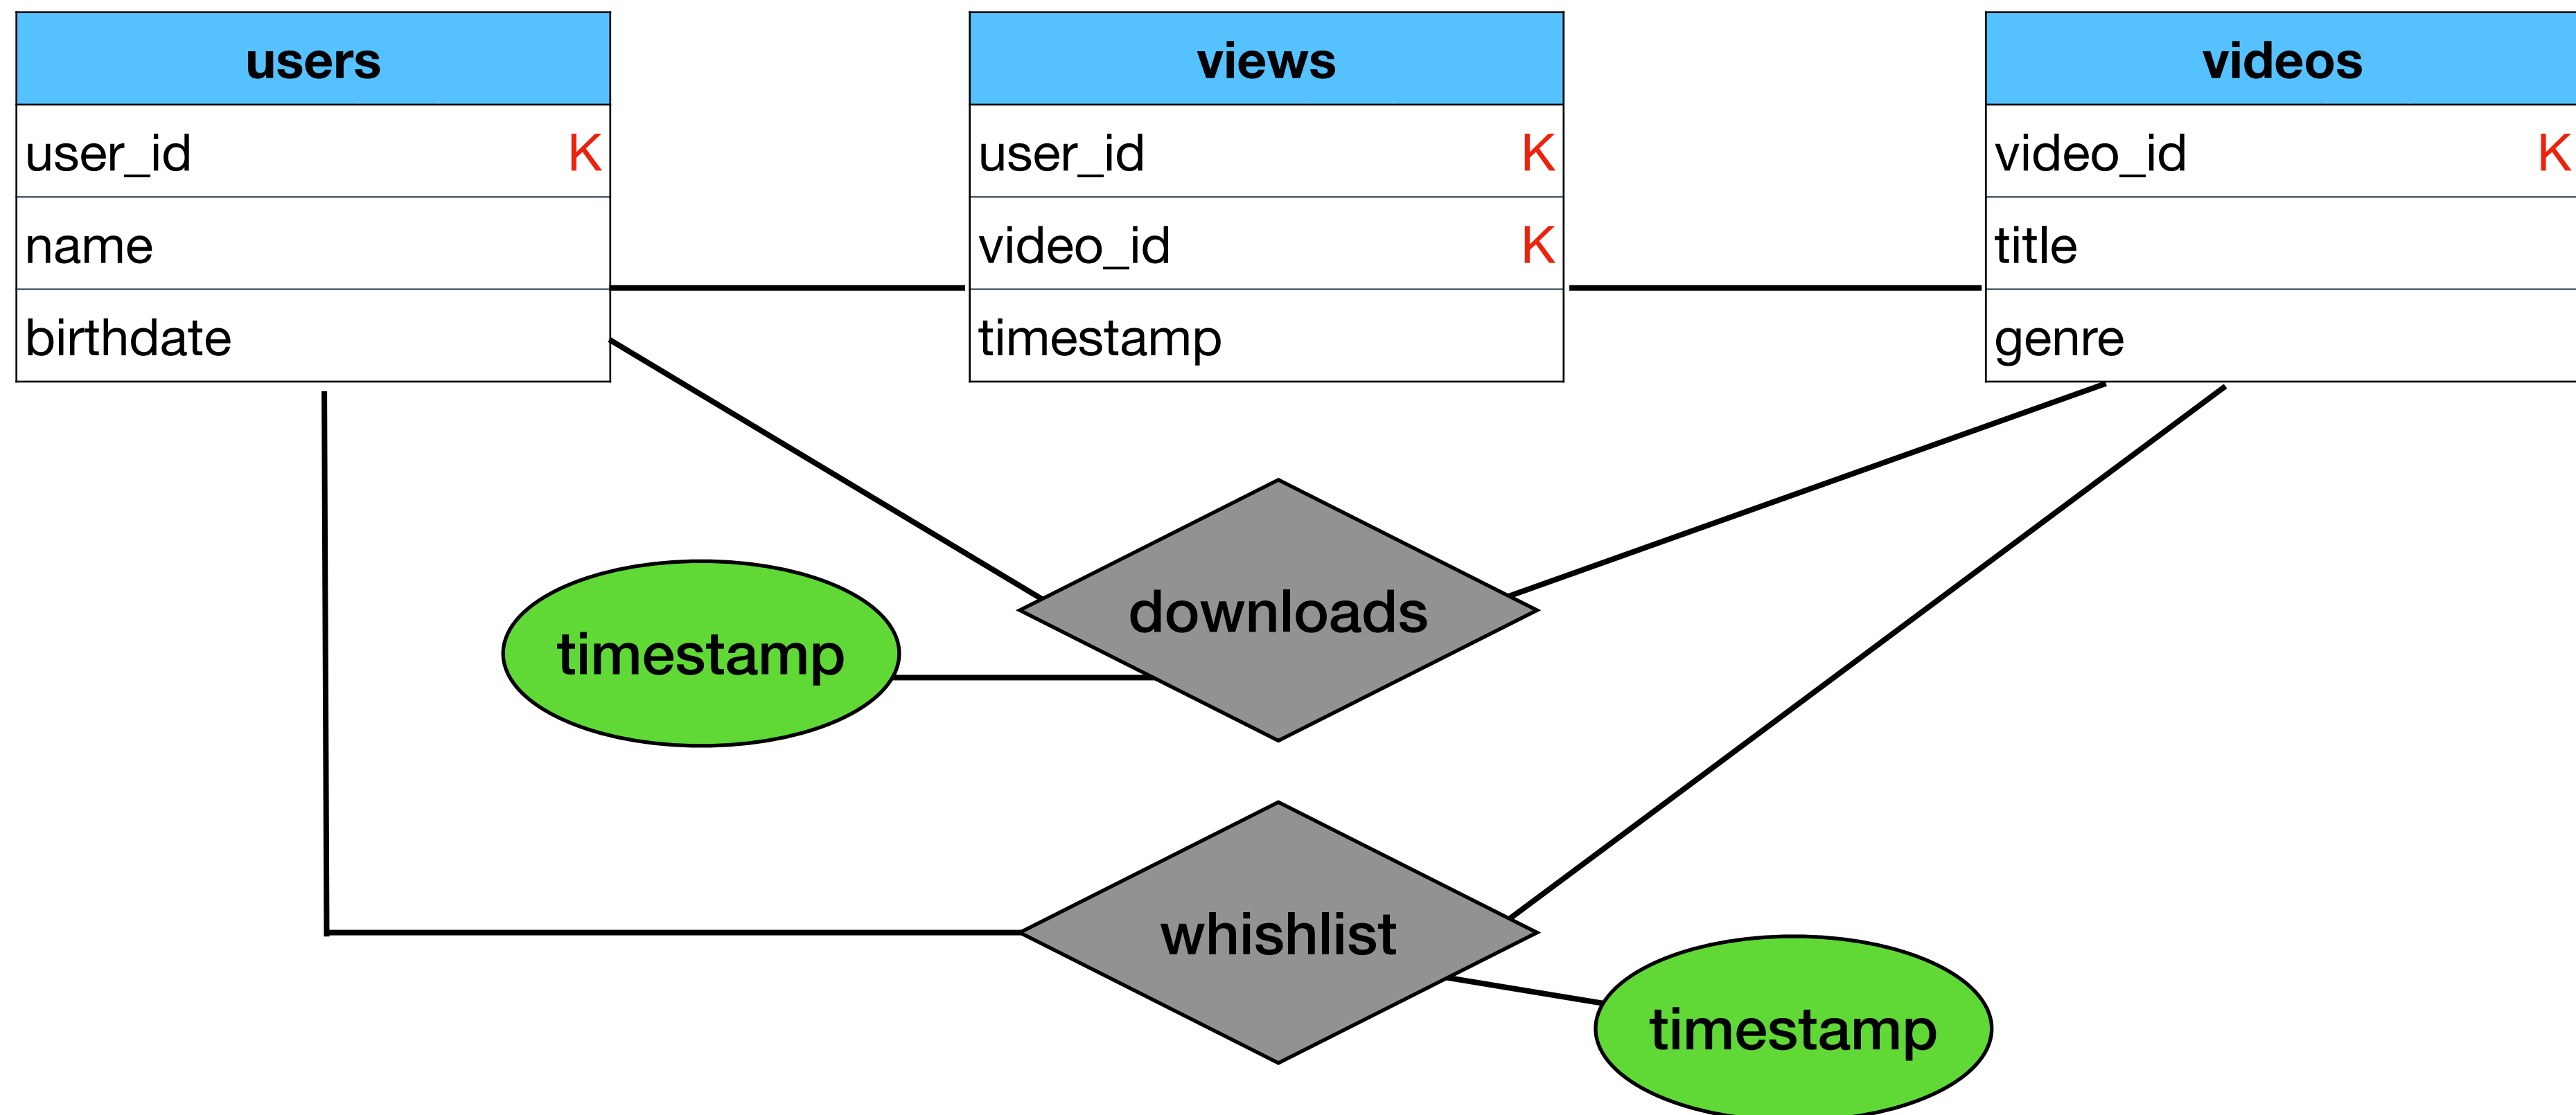 users
user_id K
name
birthdate
views
user_id K
video_id K
timestamp
videos
video_id K
title
genre
downloads
timestamp
whishlist
timestamp